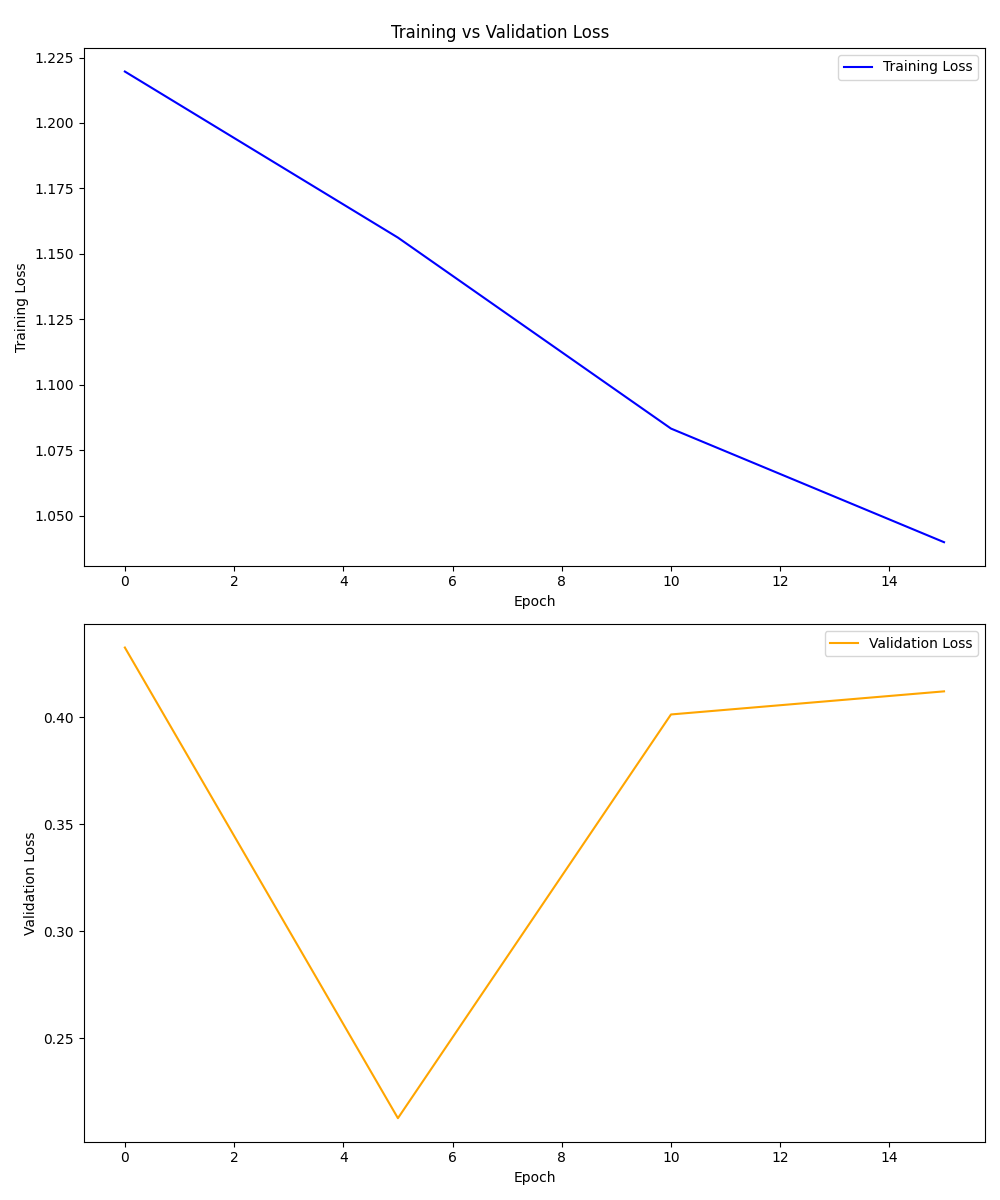 Training vs Validation Loss
1.225
1.200
1.175
1.150
1.125
1.100
1.075
1.050
Training Loss
Training Loss
0 2 4 6 8 10 12 14
Epoch
0.40
0.35
0.30
0.25
Validation Loss
Validation Loss
0 2 4 6 8 10 12 14
Epoch